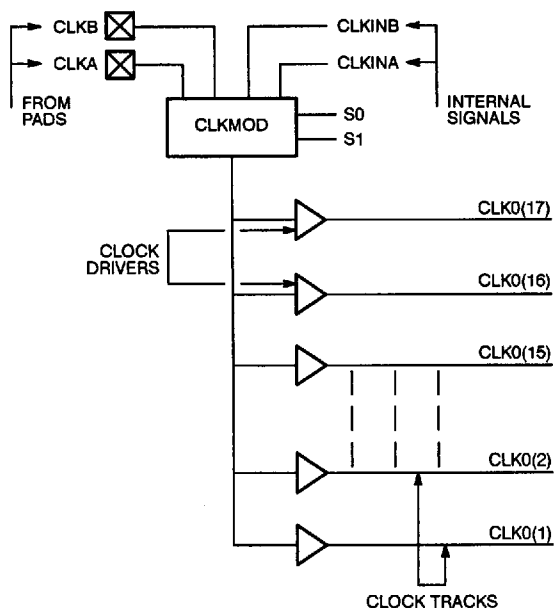 CLKB
CLKINB
CLKA
CLKINA
FROM
PADS
CLKMOD
S0
S1
INTERNAL
SIGNALS
CLK0(17)
CLOCK
DRIVERS
CLK0(16)
CLK0(15)
CLK0(2)
CLK0(1)
CLOCK TRACKS